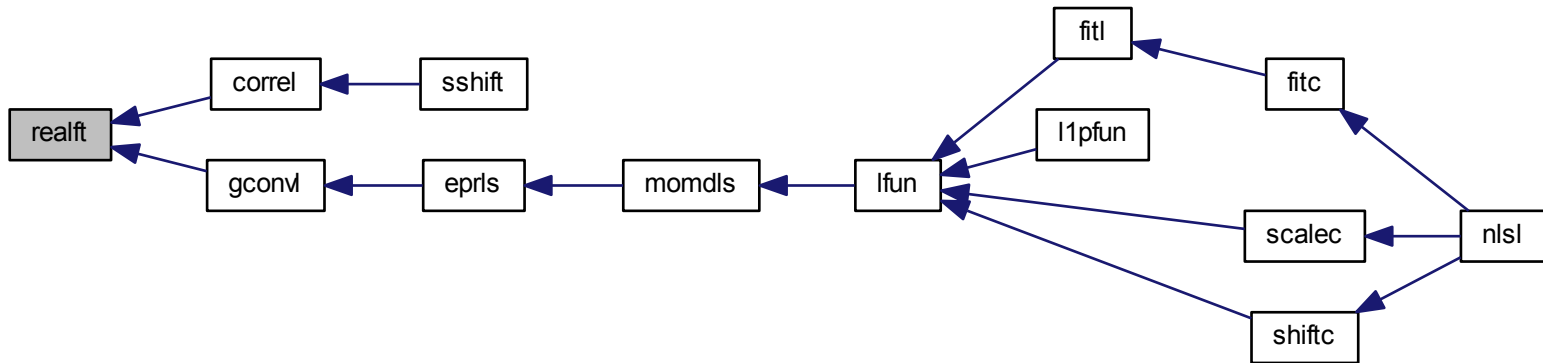 realft
correl
sshift
gconvl
eprls
momdls
lfun
fitl
l1pfun
fitc
scalec
shiftc
nlsl